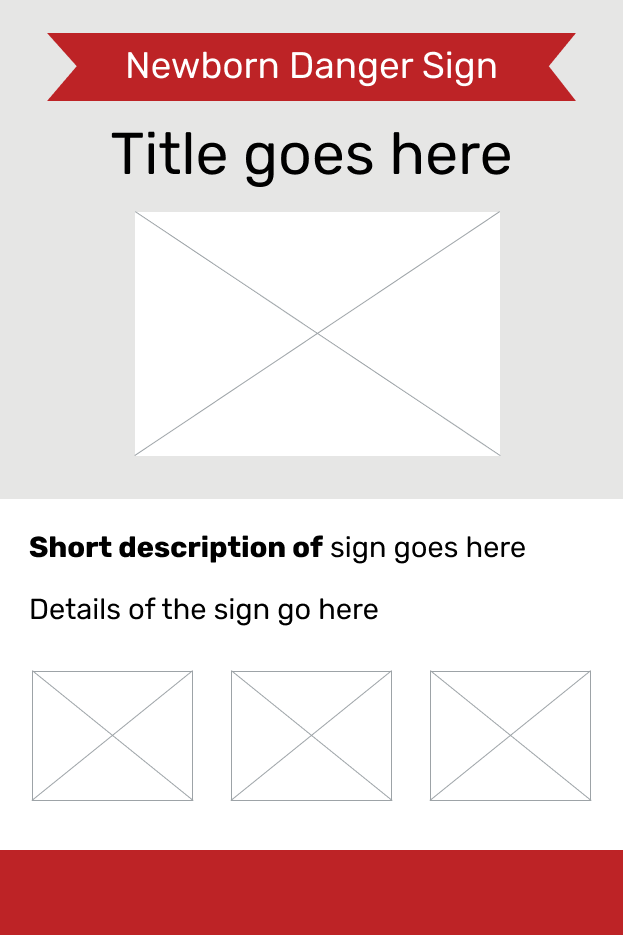 Newborn Danger Sign
Title goes here
Short description of sign goes here
Details of the sign go here